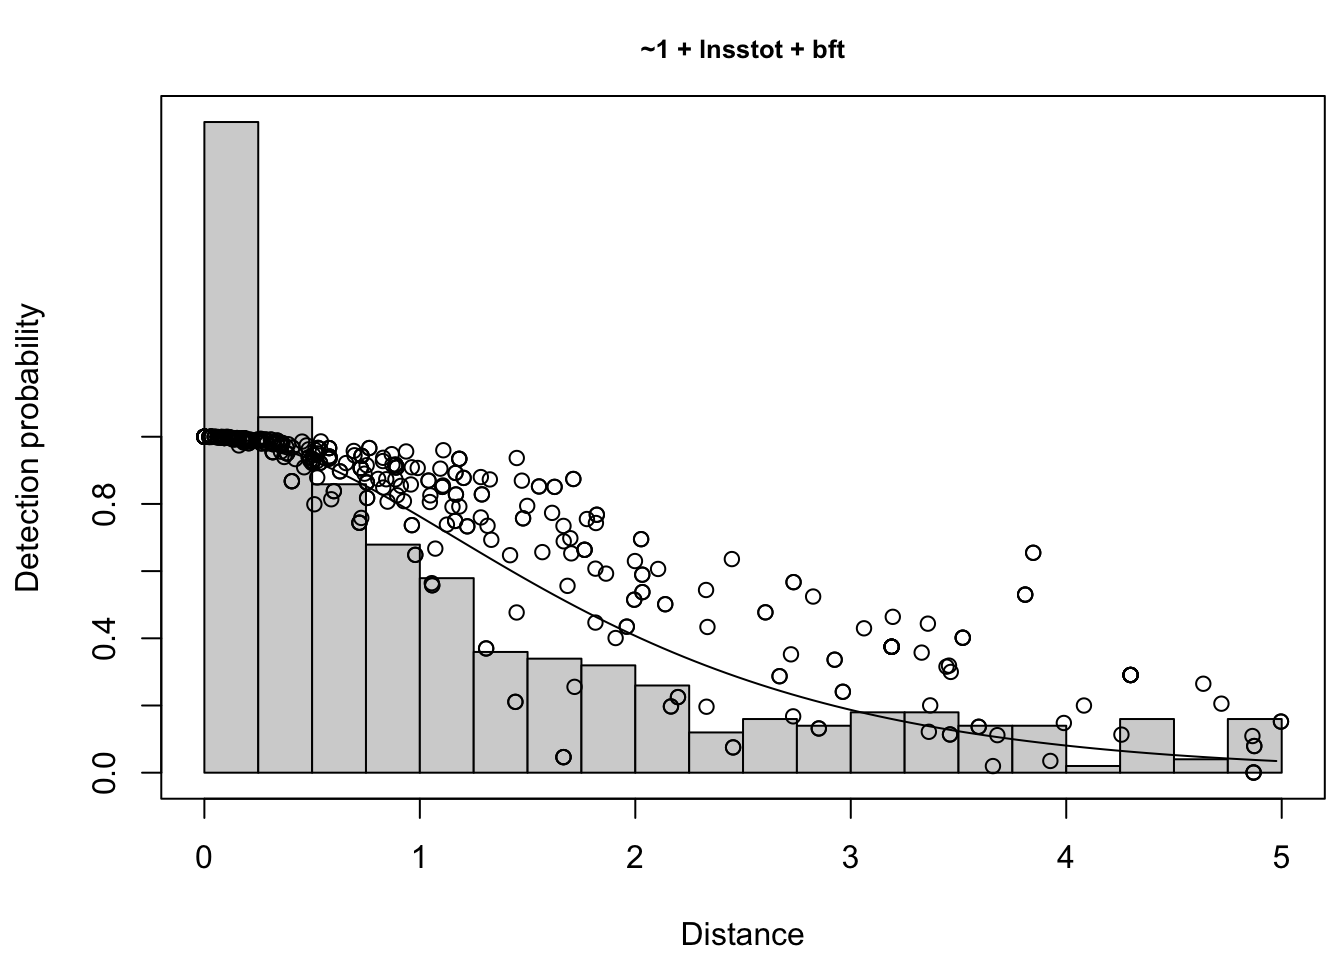 ~1 + lnsstot + bft
Detection probability
0.8
0.4
0.0
0 1 2 3 4 5
Distance